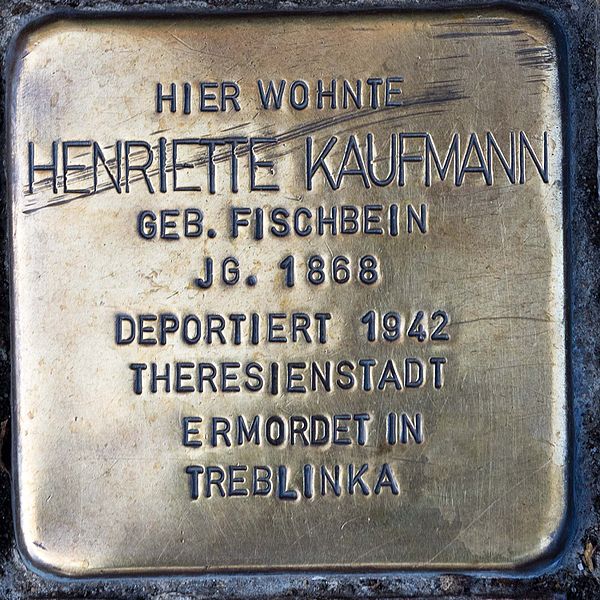 HIER WOHNTE
HENRIETTE KAUFMANN
GEB. FISCHBEIN
JG. 1868
DEPORTIERT 1942
THERESIENSTADT
ERMORDET IN
TREBLINKA